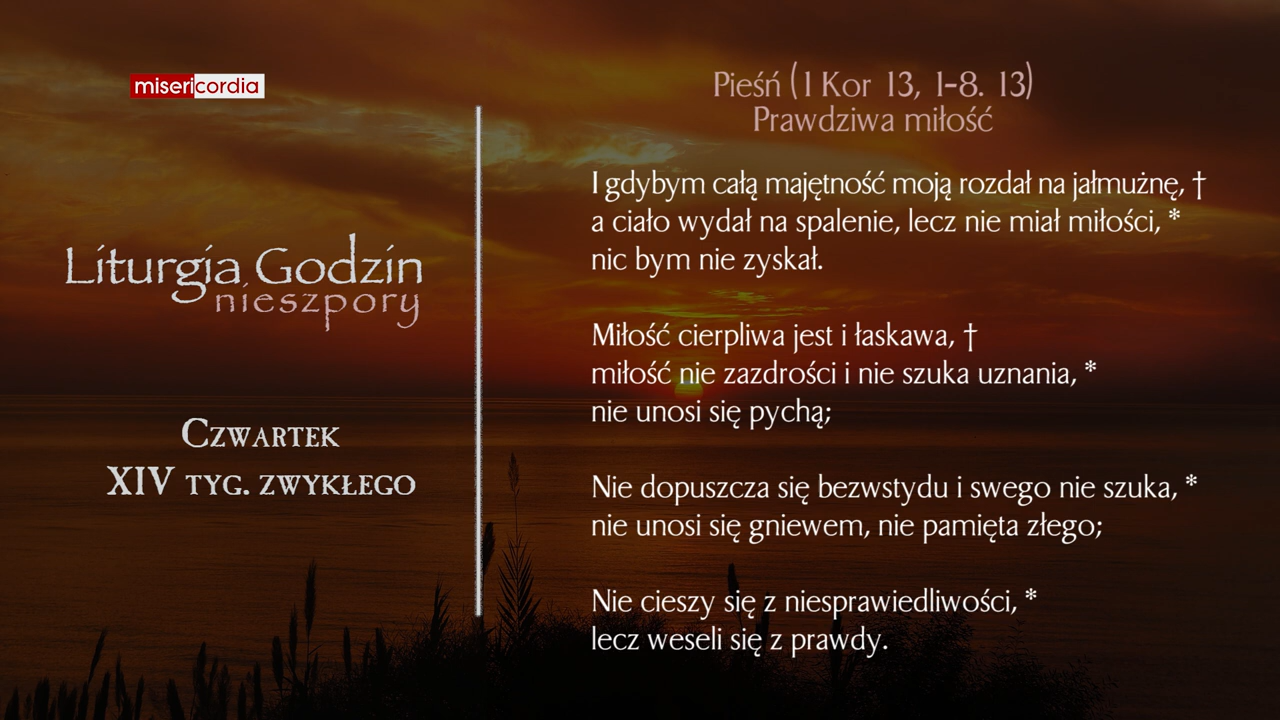 misericordia
Liturgia Godzin
nieszpory
Czwartek
XIV tyg. zwykłego
Pieśń (1 Kor 13, 1-8. 13)
Prawdziwa miłość
I gdybym całą majętność moją rozdał na jałmużnę, †
a ciało wydał na spalenie, lecz nie miał miłości, *
nic bym nie zyskał.
Miłość cierpliwa jest i łaskawa, †
miłość nie zazdrości i nie szuka uznania, *
nie unosi się pychą;
Nie dopuszcza się bezwstydu i swego nie szuka, *
nie unosi się gniewem, nie pamięta złego;
Nie cieszy się z niesprawiedliwości, *
lecz weseli się z prawdy.